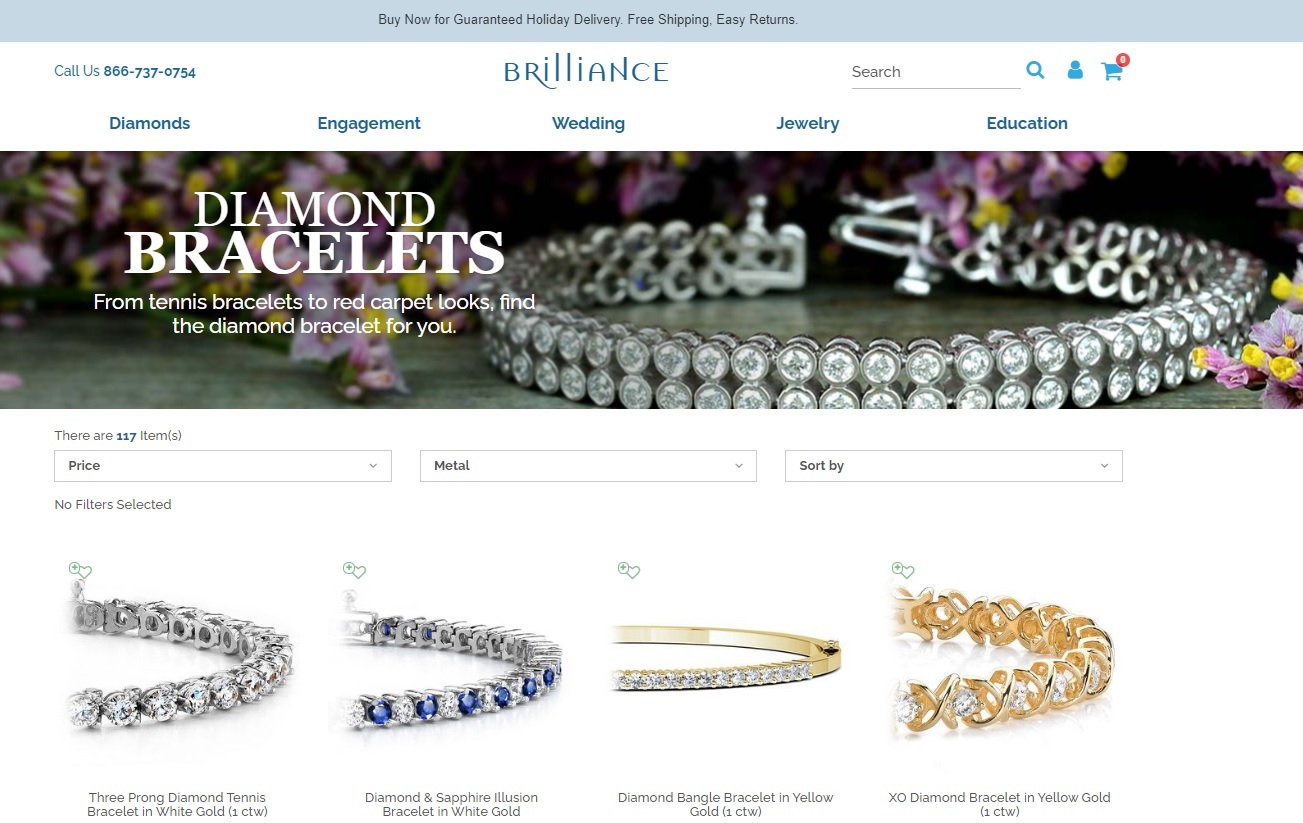 Buy Now for Guaranteed Holiday Delivery. Free Shipping, Easy Returns.
Call Us 866-737-0754
BRilliANCE
Search
0
Diamonds
Engagement
Wedding
Jewelry
Education
DIAMOND
BRACELETS
From tennis bracelets to red carpet looks, find
the diamond bracelet for you.
There are 117 Item(s)
Price
Metal
Sort by
No Filters Selected
Three Prong Diamond Tennis
Bracelet in White Gold (1 ctw)
Diamond & Sapphire Illusion
Bracelet in White Gold
Diamond Bangle Bracelet in Yellow
Gold (1 ctw)
XO Diamond Bracelet in Yellow Gold
(1 ctw)